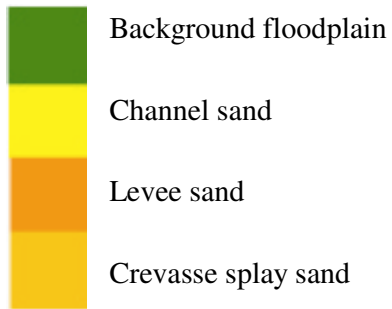 Background floodplain
Channel sand
Levee sand
Crevasse splay sand